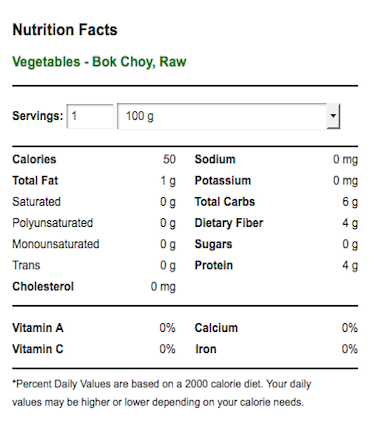 Nutrition Facts
Vegetables - Bok Choy, Raw
Servings: 1 100 g
Calories 50 Sodium 0 mg
Total Fat 1 g Potassium 0 mg
Saturated 0 g Total Carbs 6 g
Polyunsaturated 0 g Dietary Fiber 4 g
Monounsaturated 0 g Sugars 0 g
Trans 0 g Protein 4 g
Cholesterol 0 mg
Vitamin A 0% Calcium 0%
Vitamin C 0% Iron 0%
*Percent Daily Values are based on a 2000 calorie diet. Your daily
values may be higher or lower depending on your calorie needs.